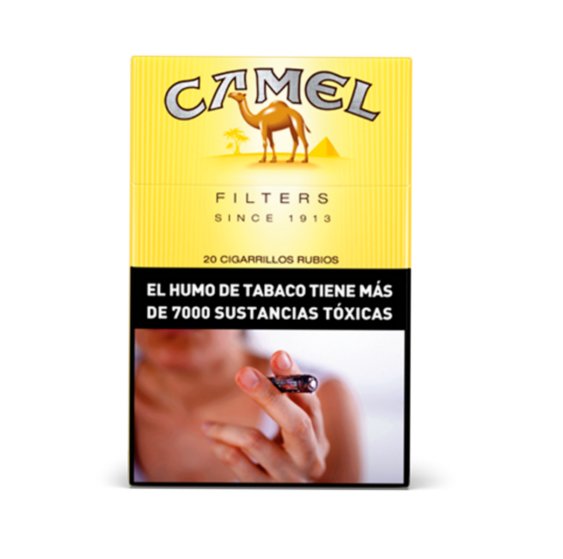 CAMEL
FILTERS
SINCE 1913
20 CIGARRILLOS RUBIOS
EL HUMO DE TABACO TIENE MÁS
DE 7000 SUSTANCIAS TÓXICAS